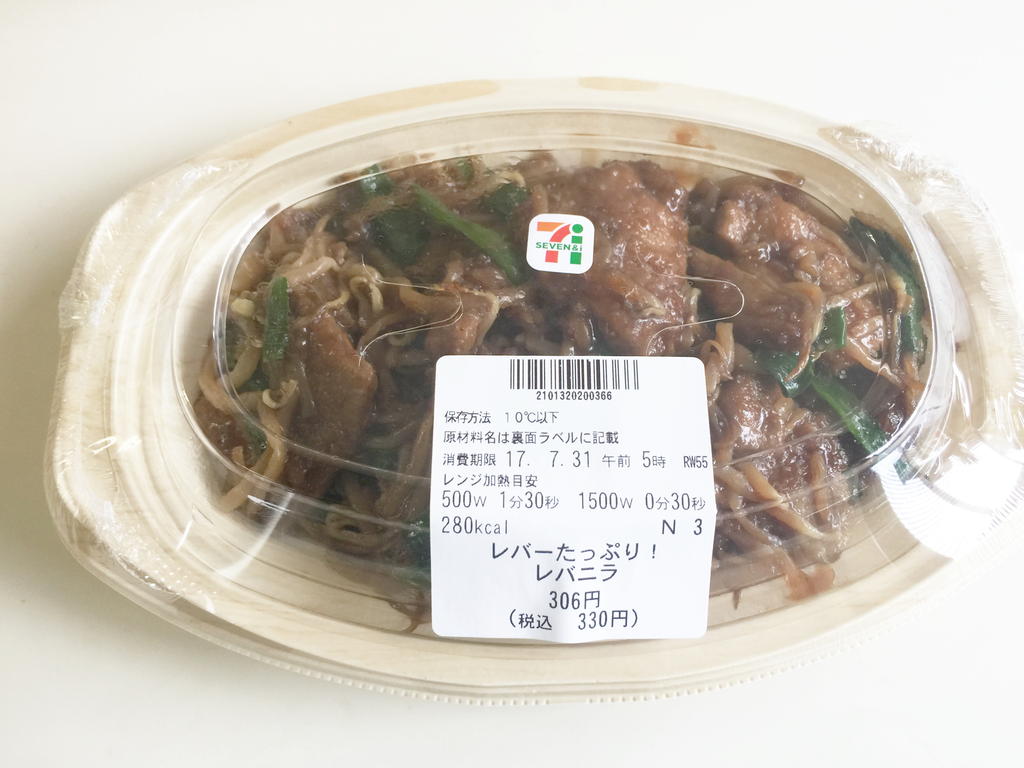 SEVEN&i
2101320200366
保存方法 10℃以下
原材料名は裏面ラベルに記載
消費期限 17. 7.31 午前 5時 RW55
レンジ加熱目安
500W 1分30秒 1500W 0分30秒
280kcal N 3
レバーたっぷり!
レバニラ
306円
(税込 330円)